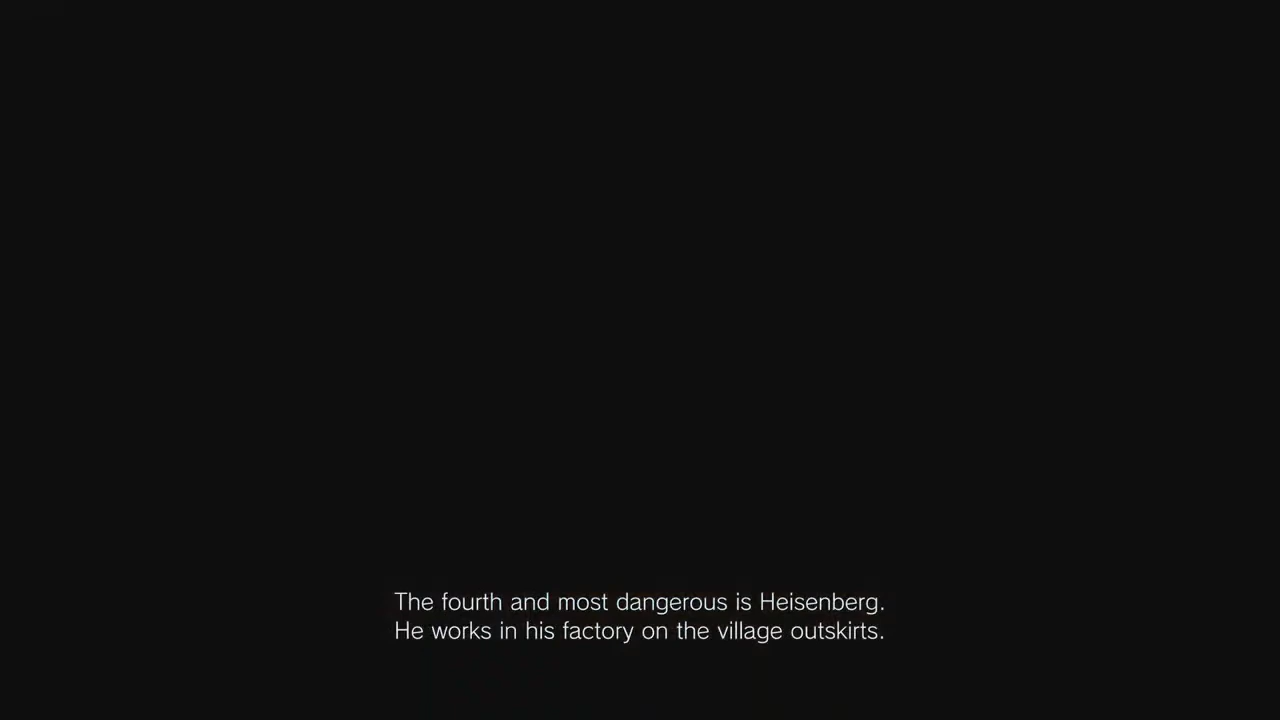 The fourth and most dangerous is Heisenberg.
He works in his factory on the village outskirts.